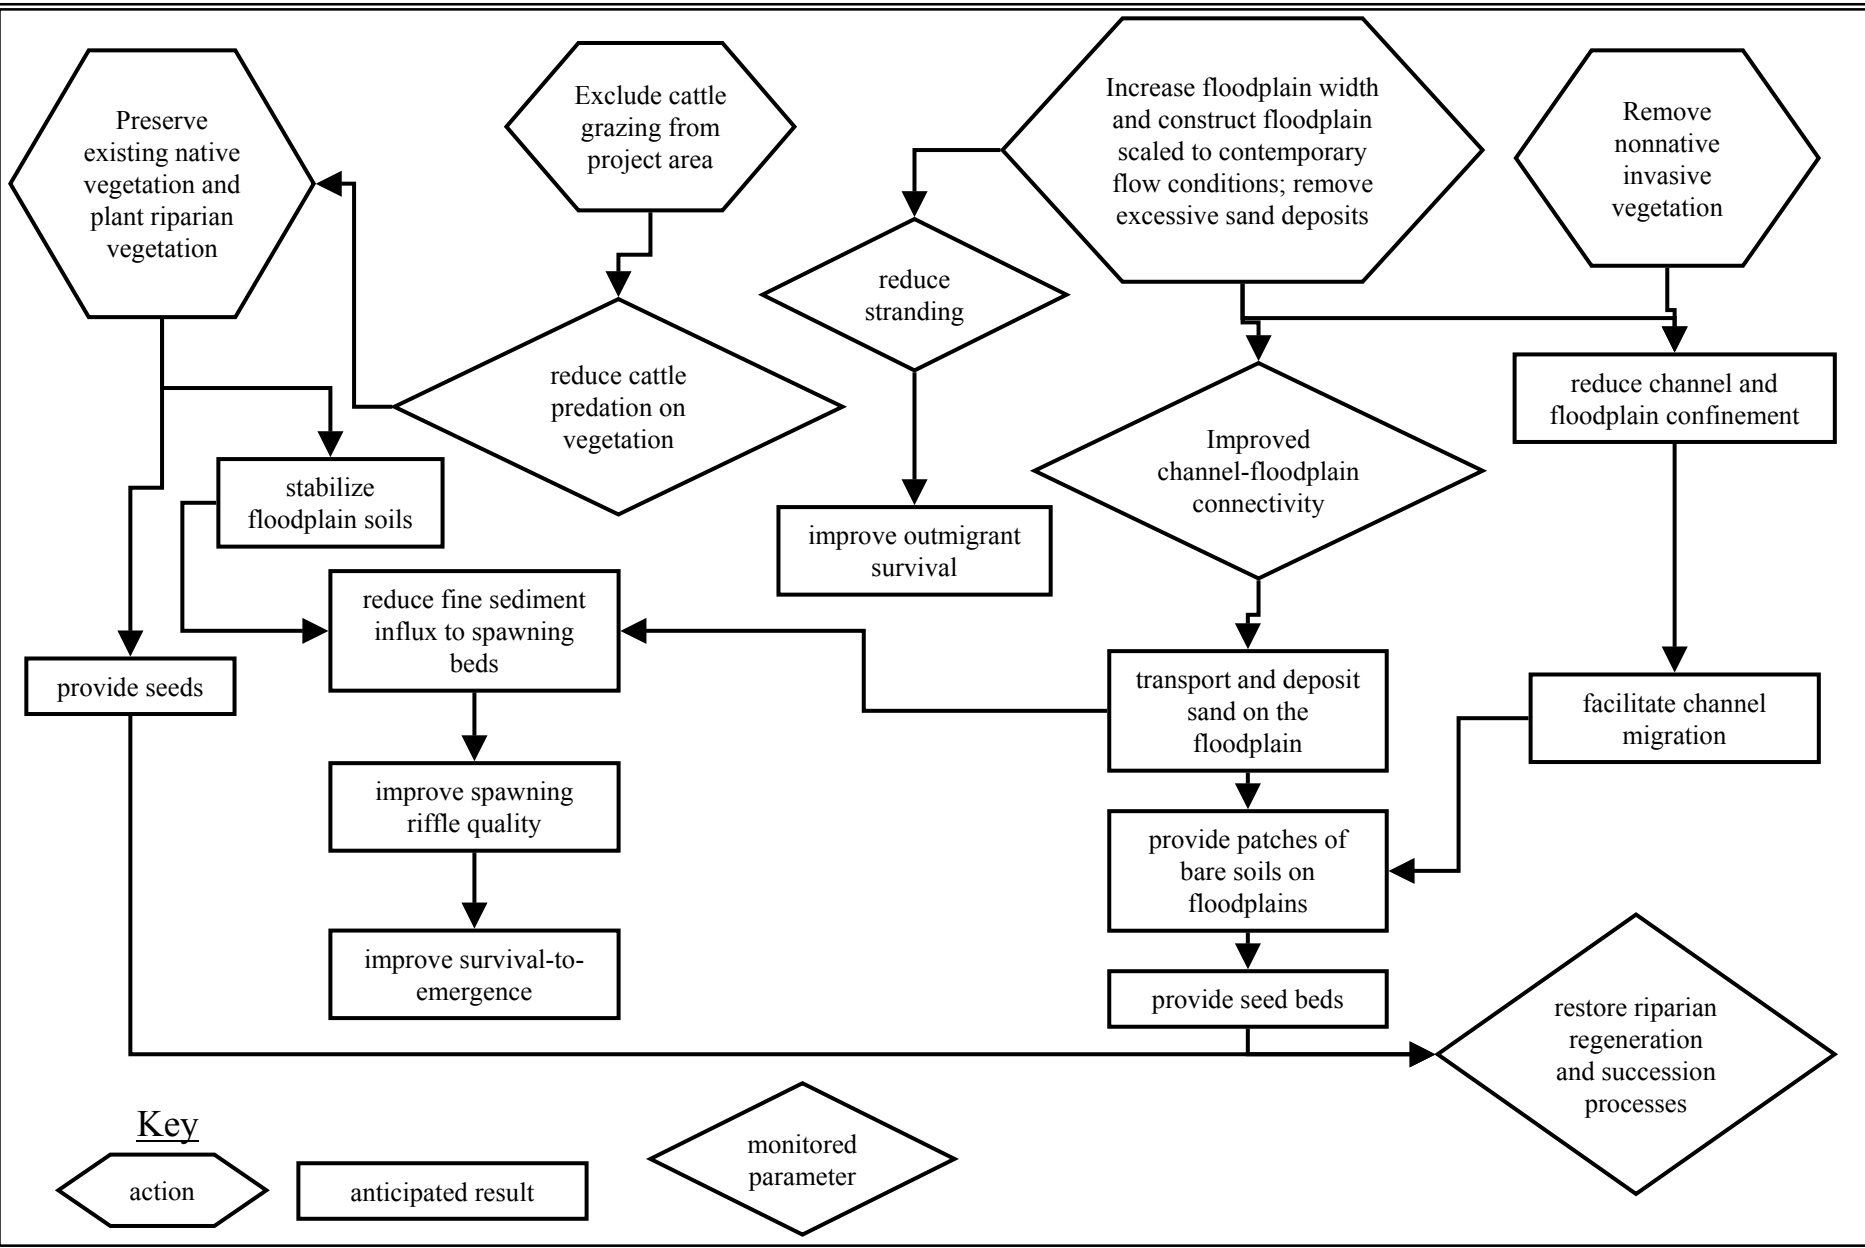 Preserve
existing native
vegetation and
plant riparian
vegetation
Exclude cattle
grazing from
project area
Increase floodplain width
and construct floodplain
scaled to contemporary
flow conditions; remove
excessive sand deposits
Remove
nonnative
invasive
vegetation
reduce
stranding
reduce cattle
predation on
vegetation
reduce channel and
floodplain confinement
Improved
channel-floodplain
connectivity
stabilize
floodplain soils
improve outmigrant
survival
reduce fine sediment
influx to spawning
beds
provide seeds
transport and deposit
sand on the
floodplain
facilitate channel
migration
improve spawning
riffle quality
provide patches of
bare soils on
floodplains
improve survival-to-
emergence
provide seed beds
restore riparian
regeneration
and succession
processes
Key
action
anticipated result
monitored
parameter